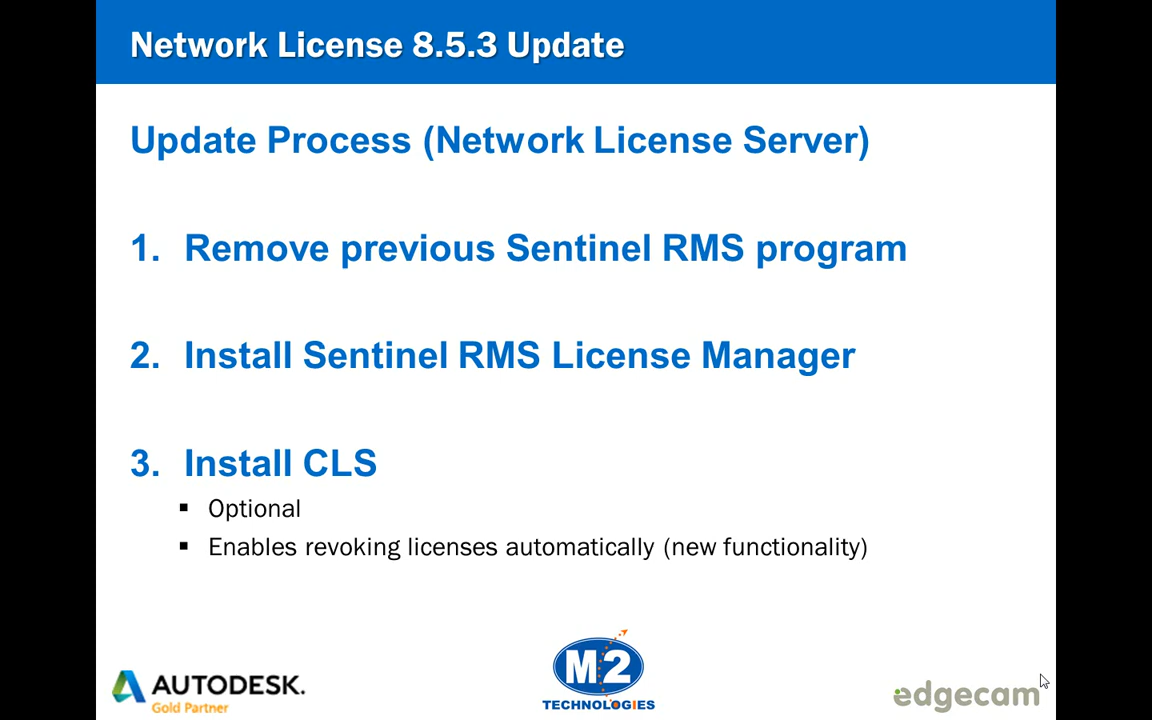 Network License 8.5.3 Update
Update Process (Network License Server)
1. Remove previous Sentinel RMS program
2. Install Sentinel RMS License Manager
3. Install CLS
▪ Optional
▪ Enables revoking licenses automatically (new functionality)
AUTODESK.
Gold Partner
M2
TECHNOLOGIES
edgecam